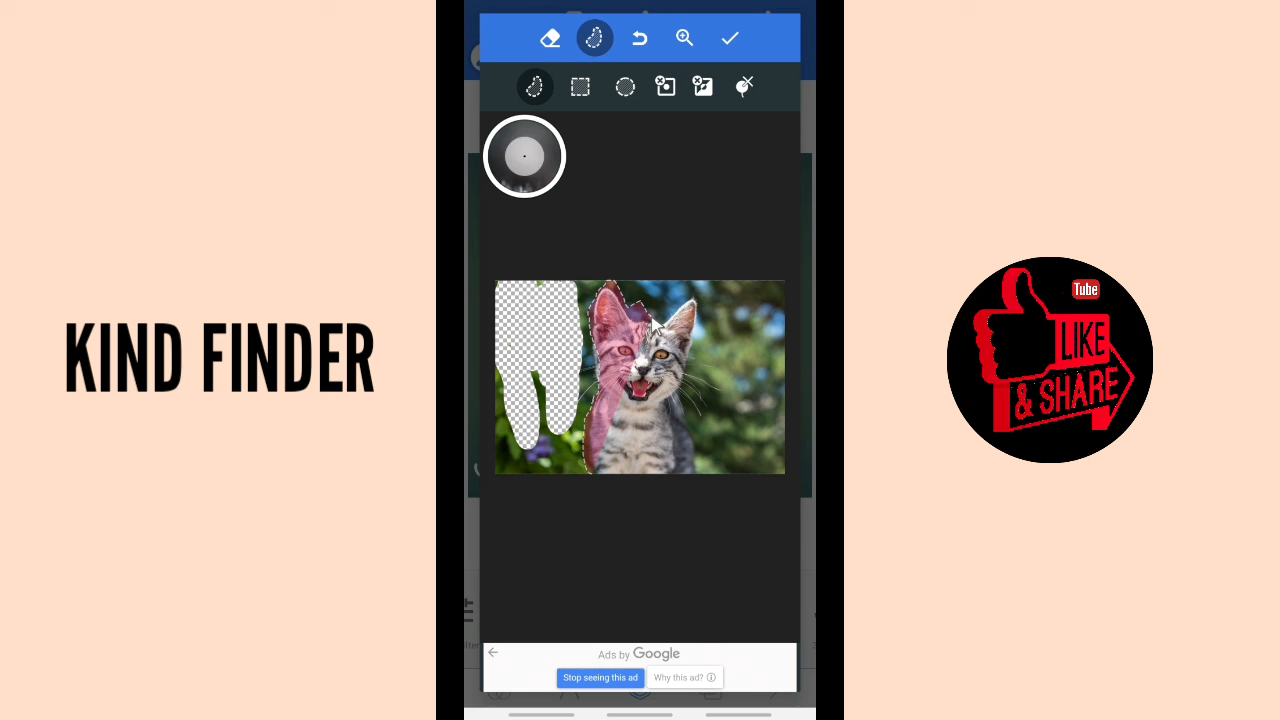 KIND FINDER
Tube
LIKE
& SHARE
Ads by Google
Stop seeing this ad
Why this ad?